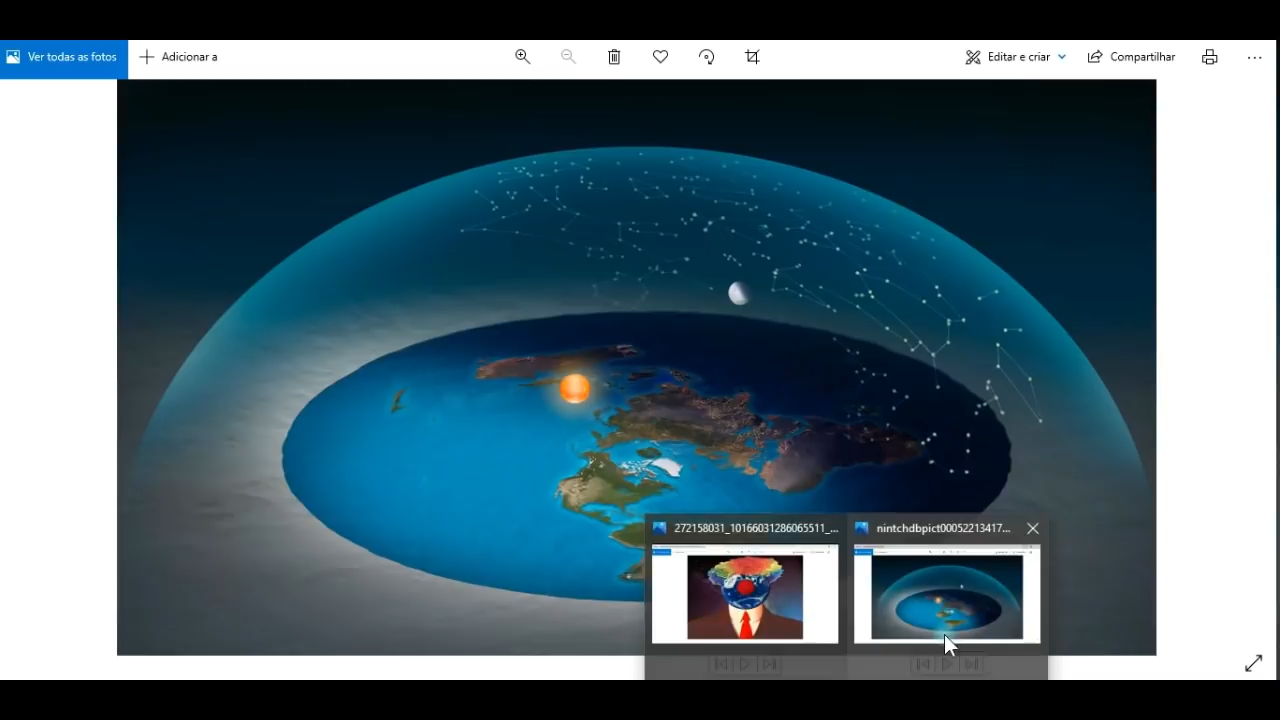 Ver todas as fotos
Adicionar a
Editar e criar
Compartilhar
272158031_10166031286065511_...
nintchdbpict00052213417...